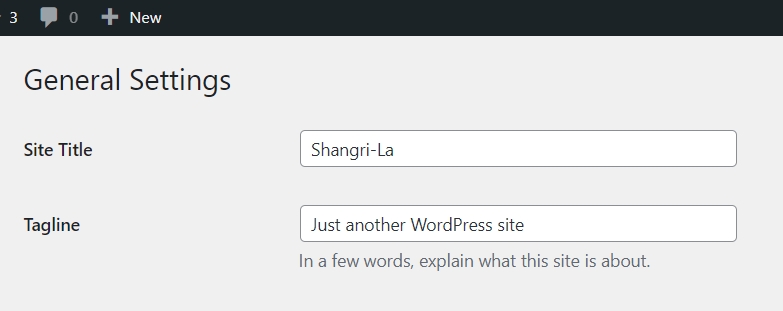 3 0 New
General Settings
Site Title Shangri-La
Tagline Just another WordPress site
In a few words, explain what this site is about.